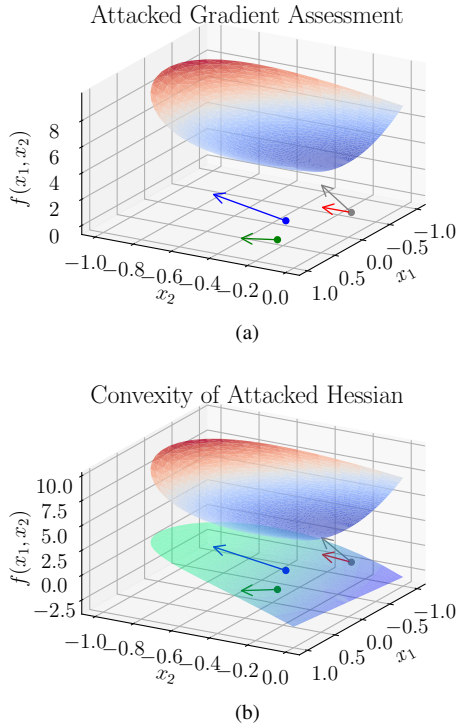 Attacked Gradient Assessment
f(x₁, x₂)
8
6
4
2
0
−1.0 −0.8 −0.6 −0.4 −0.2 0.0
x₂
1.0 0.5 0.0 −0.5 −1.0
x₁
(a)
Convexity of Attacked Hessian
f(x₁, x₂)
10.0
7.5
5.0
2.5
0.0
−2.5
−1.0 −0.8 −0.6 −0.4 −0.2 0.0
x₂
1.0 0.5 0.0 −0.5 −1.0
x₁
(b)